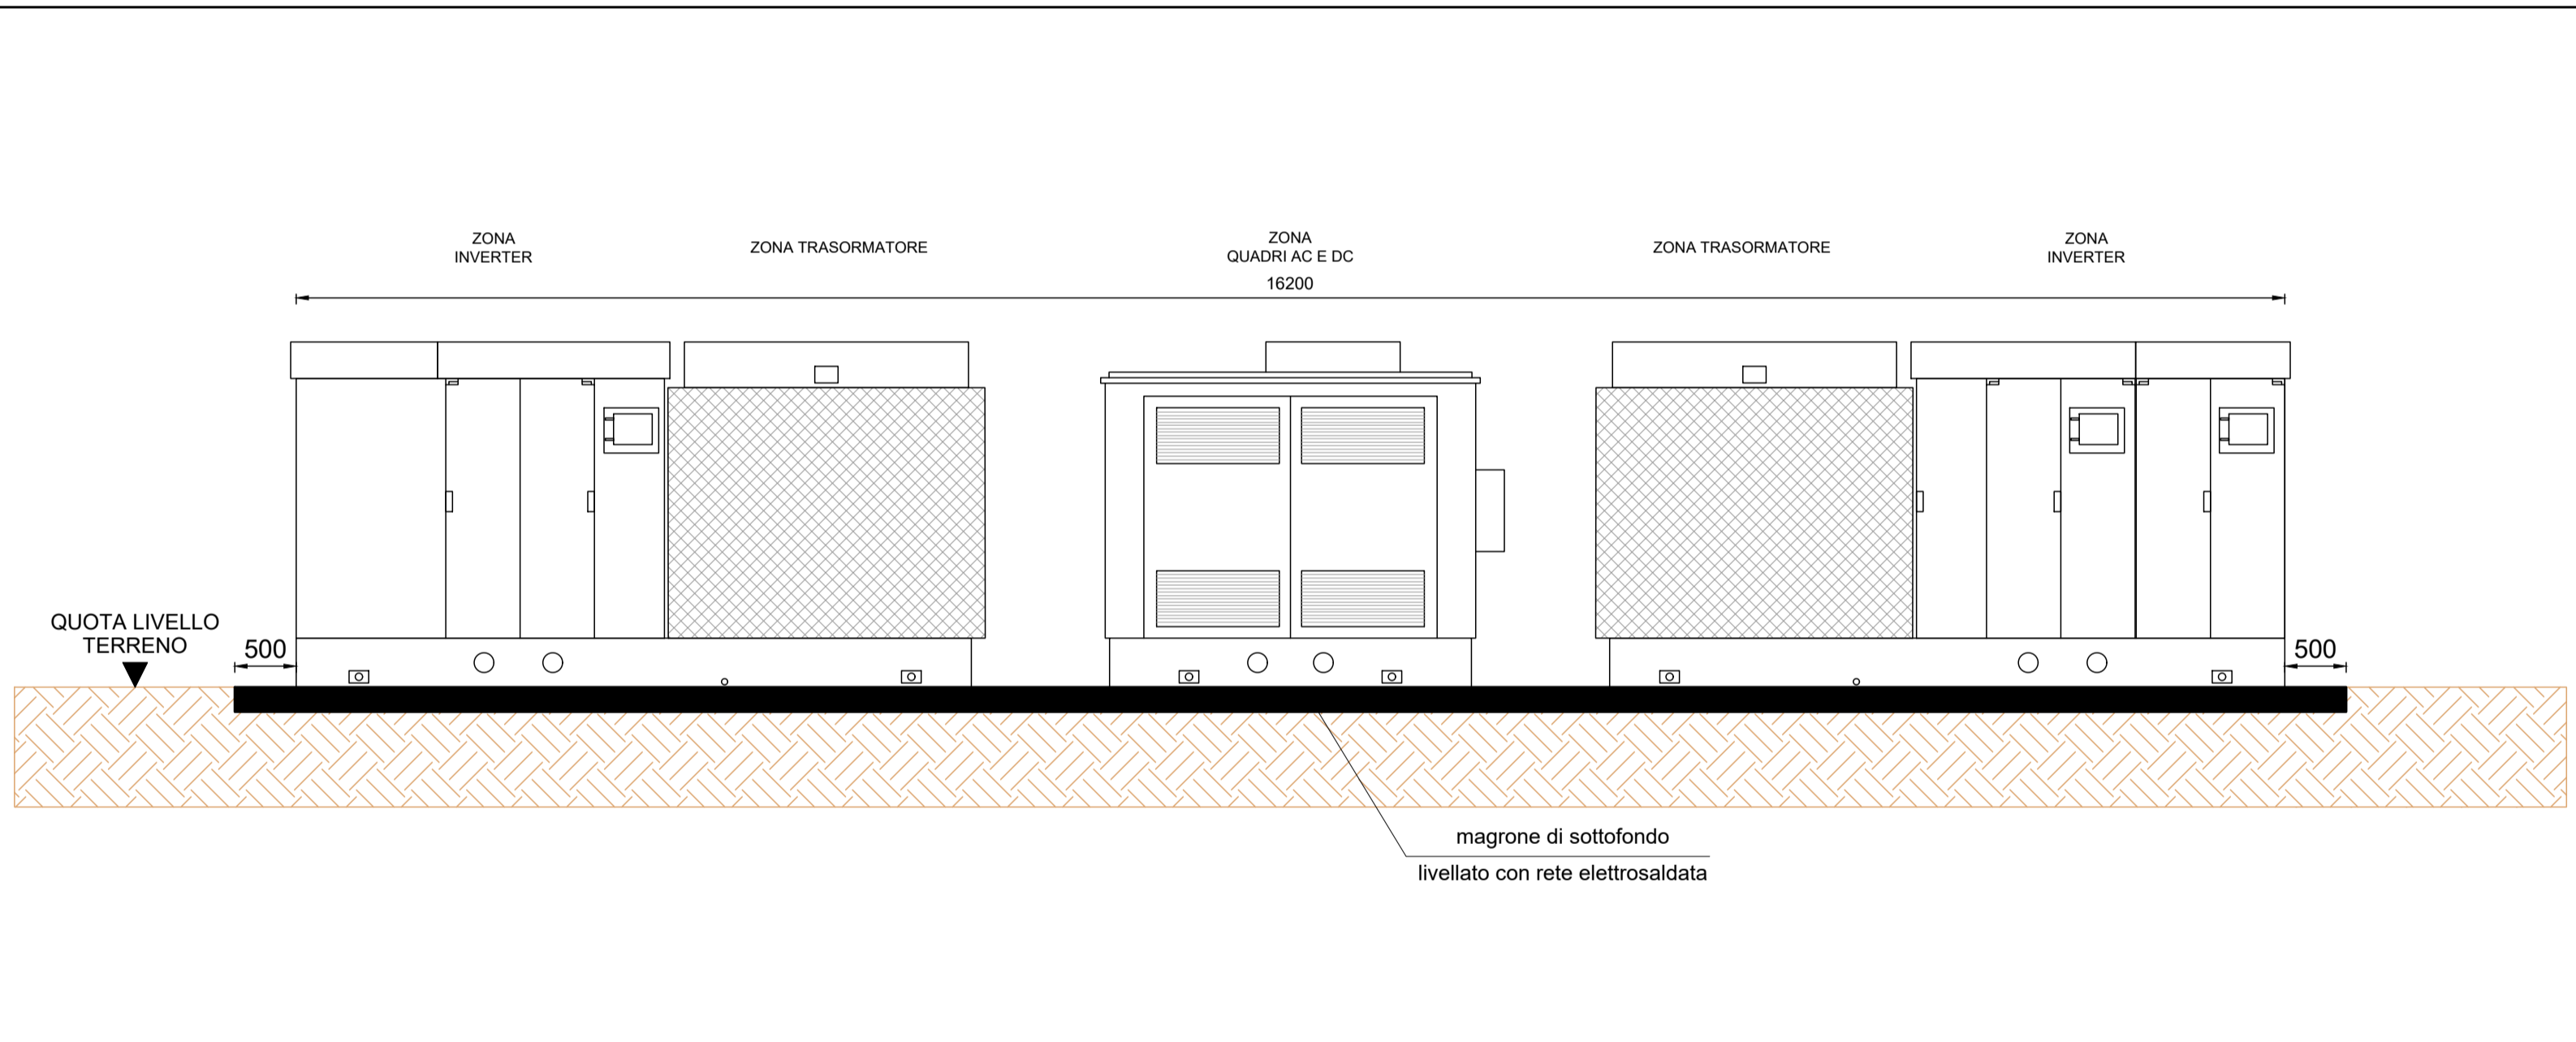 ZONA
INVERTER
ZONA TRASORMATORE
ZONA
QUADRI AC E DC
16200
ZONA TRASORMATORE
ZONA
INVERTER
QUOTA LIVELLO
TERRENO
500
500
magrone di sottofondo
livellato con rete elettrosaldata